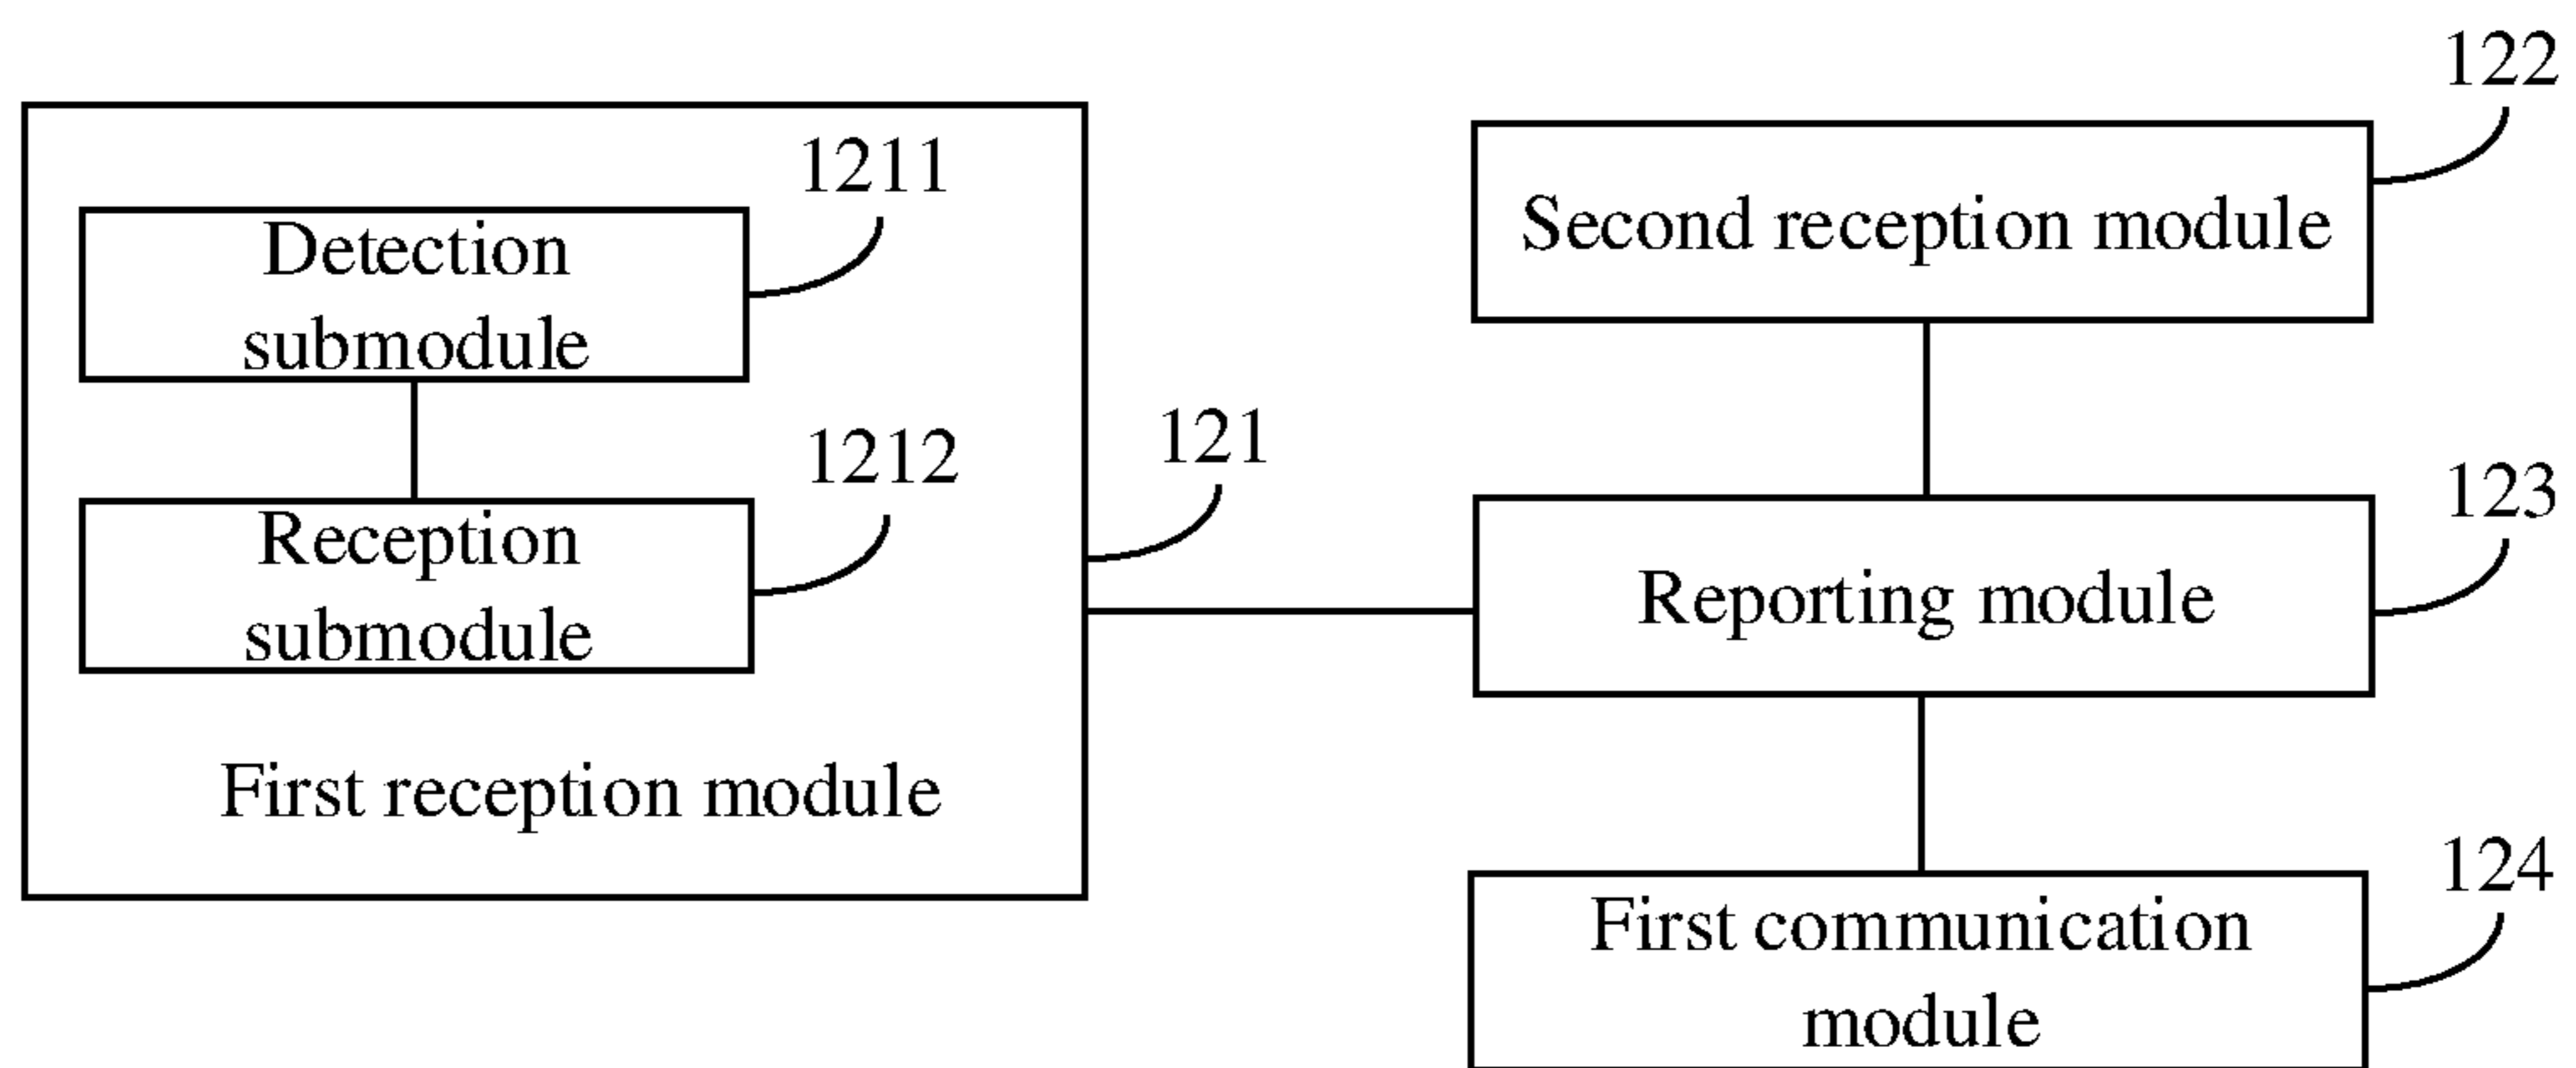 122
1211
Detection
submodule
Second reception module
1212
121
Reception
submodule
123
Reporting module
First reception module
124
First communication
module